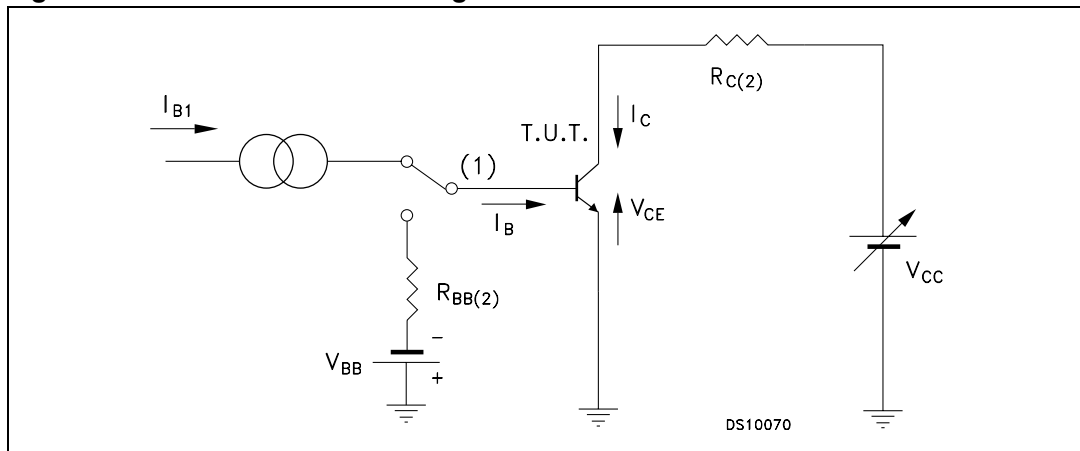 I_B1
R_C(2)
I_C
T.U.T.
(1)
I_B
V_CE
V_CC
R_BB(2)
V_BB
-
+
DS10070